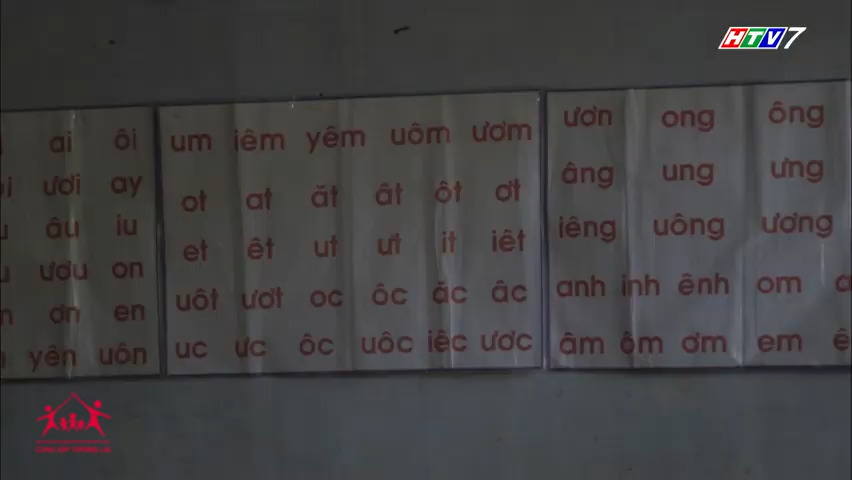 HTV7
ai ôi
ươi ay
âu iu
ươu on
ơn en
yên uôn
um iêm yêm uôm ươm
ot at ăt ât ôt ơt
et êt ut ưt it iêt
uôt ươt oc ôc ăc âc
uc ưc ôc uôc iêc ươc
ươn ong ông
âng ung ưng
iêng uông ương
anh inh ênh om
âm ôm ơm em ê